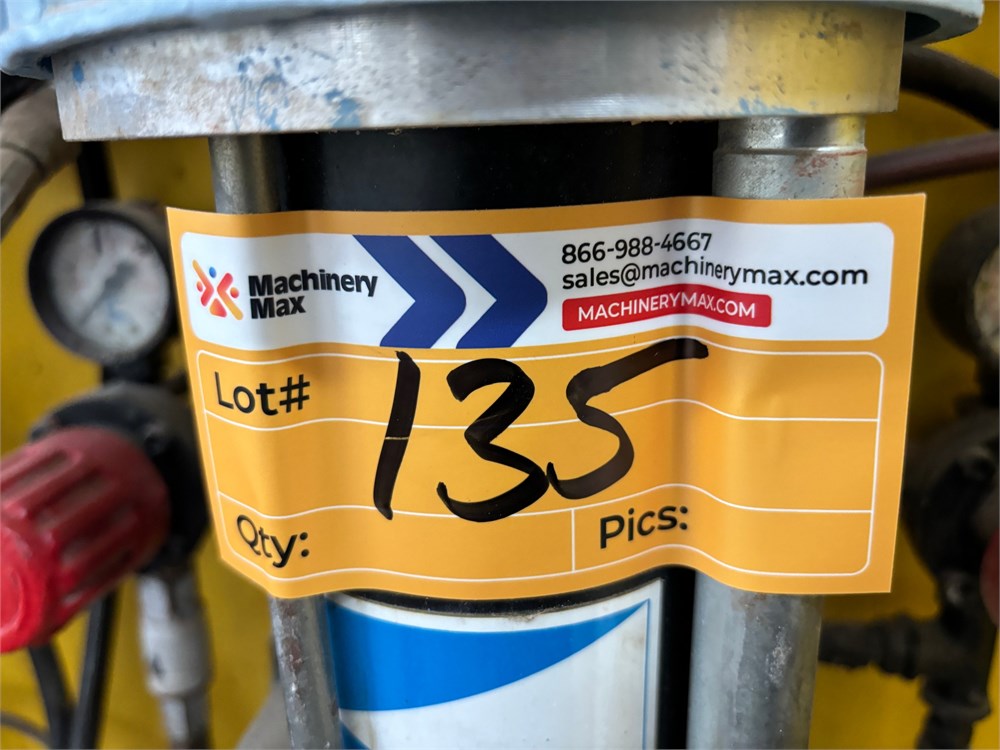 Machinery
Max
866-988-4667
sales@machinerymax.com
MACHINERYMAX.COM
Lot# 135
Qty:
Pics: